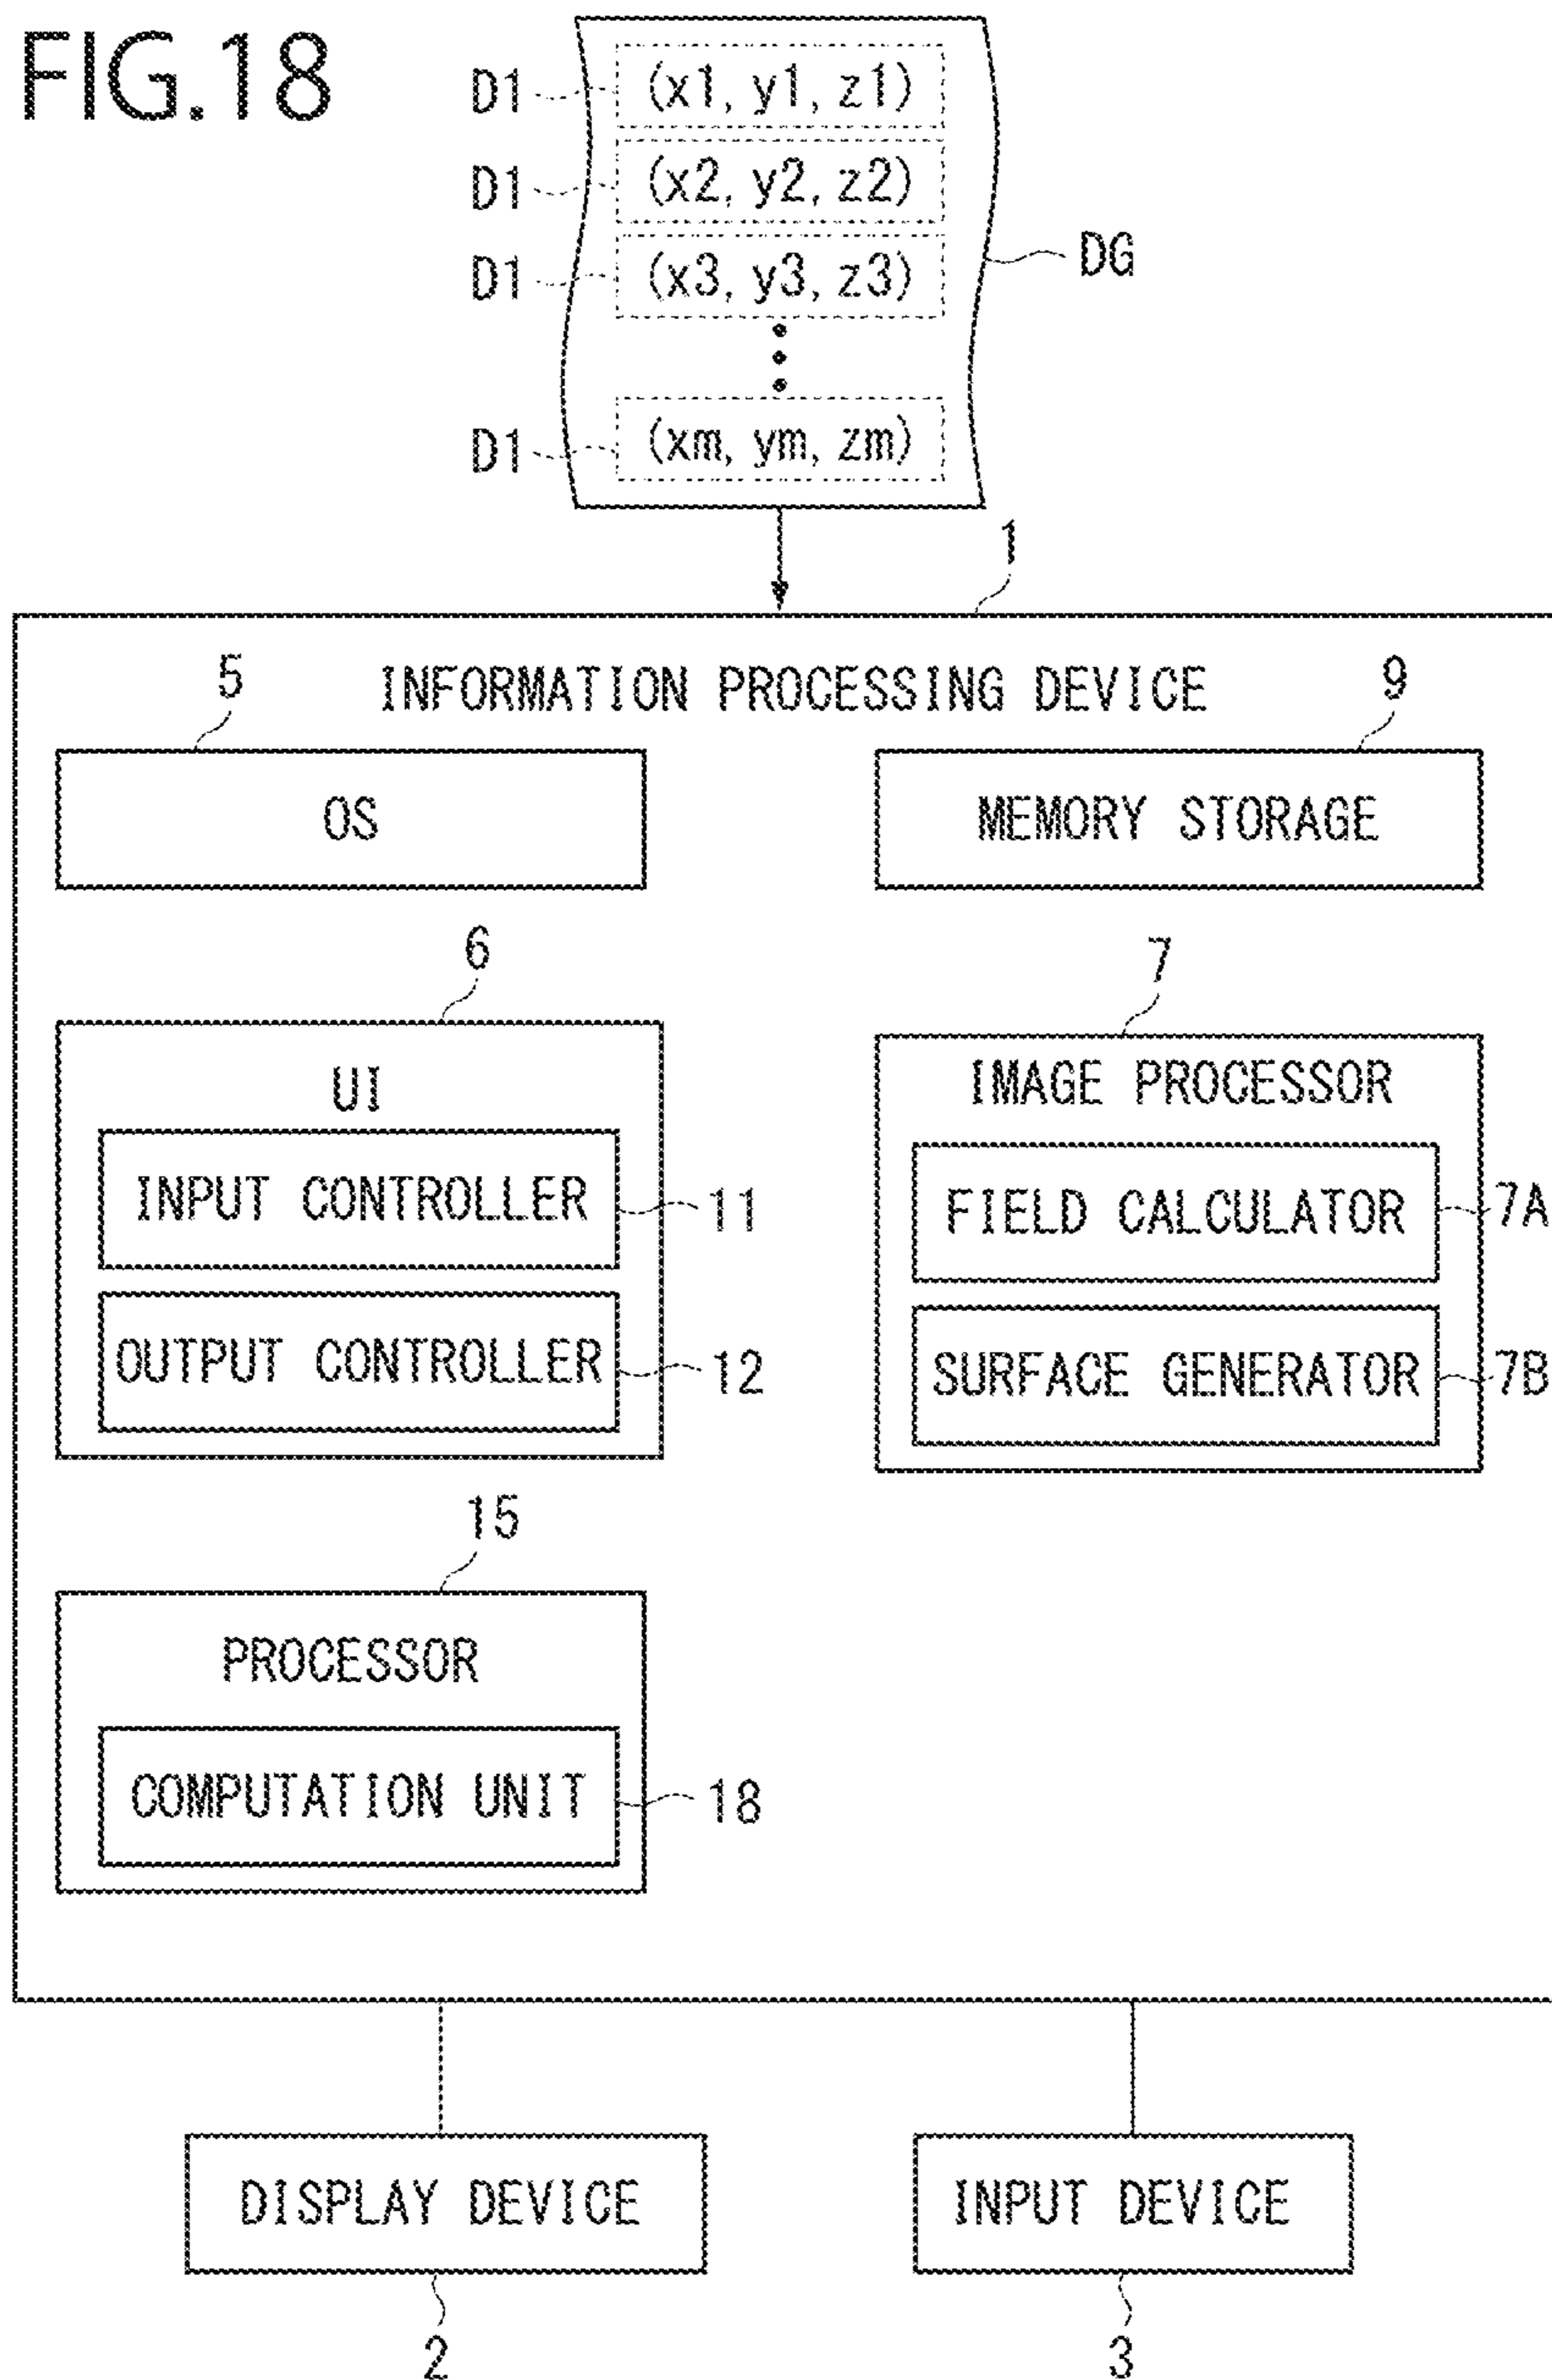 FIG.18
D1 (x1, y1, z1)
D1 (x2, y2, z2)
DG
D1 (x3, y3, z3)
D1 (xm, ym, zm)
1
INFORMATION PROCESSING DEVICE
5
9
OS
MEMORY STORAGE
6
7
UI
IMAGE PROCESSOR
INPUT CONTROLLER
11
FIELD CALCULATOR
7A
OUTPUT CONTROLLER
12
SURFACE GENERATOR
7B
15
PROCESSOR
COMPUTATION UNIT
18
DISPLAY DEVICE
INPUT DEVICE
2
3